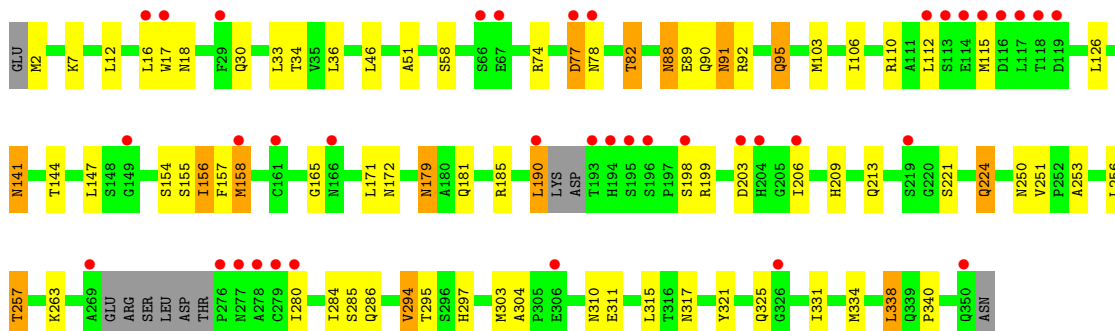 GLU M2 K7 L12 L16 W17 N18 F29 Q30 L33 T34 V35 L36 L46 A51 S58 S66 E67 R74 D77 N78 T82 N88 E89 Q90 N91 R92 Q95 M103 I106 R110 A111 L112 S113 E114 M115 D116 L117 T118 D119 L126
N141 T144 L147 S148 G149 S154 S155 I156 F157 M158 C161 G165 N166 L171 N172 N179 A180 Q181 R185 L190 LYS ASP T193 H194 S195 S196 P197 S198 R199 D203 H204 G205 I206 H209 Q213 S219 G220 S221 Q224 N250 V251 P252 A253 L256
T257 K263 A269 GLU ARG SER LEU ASP THR P276 N277 A278 C279 I280 I284 S285 Q286 V294 T295 S296 H297 M303 A304 P305 E306 N310 E311 L315 T316 N317 Y321 Q325 G326 I331 M334 L338 Q339 P340 Q350 ASN